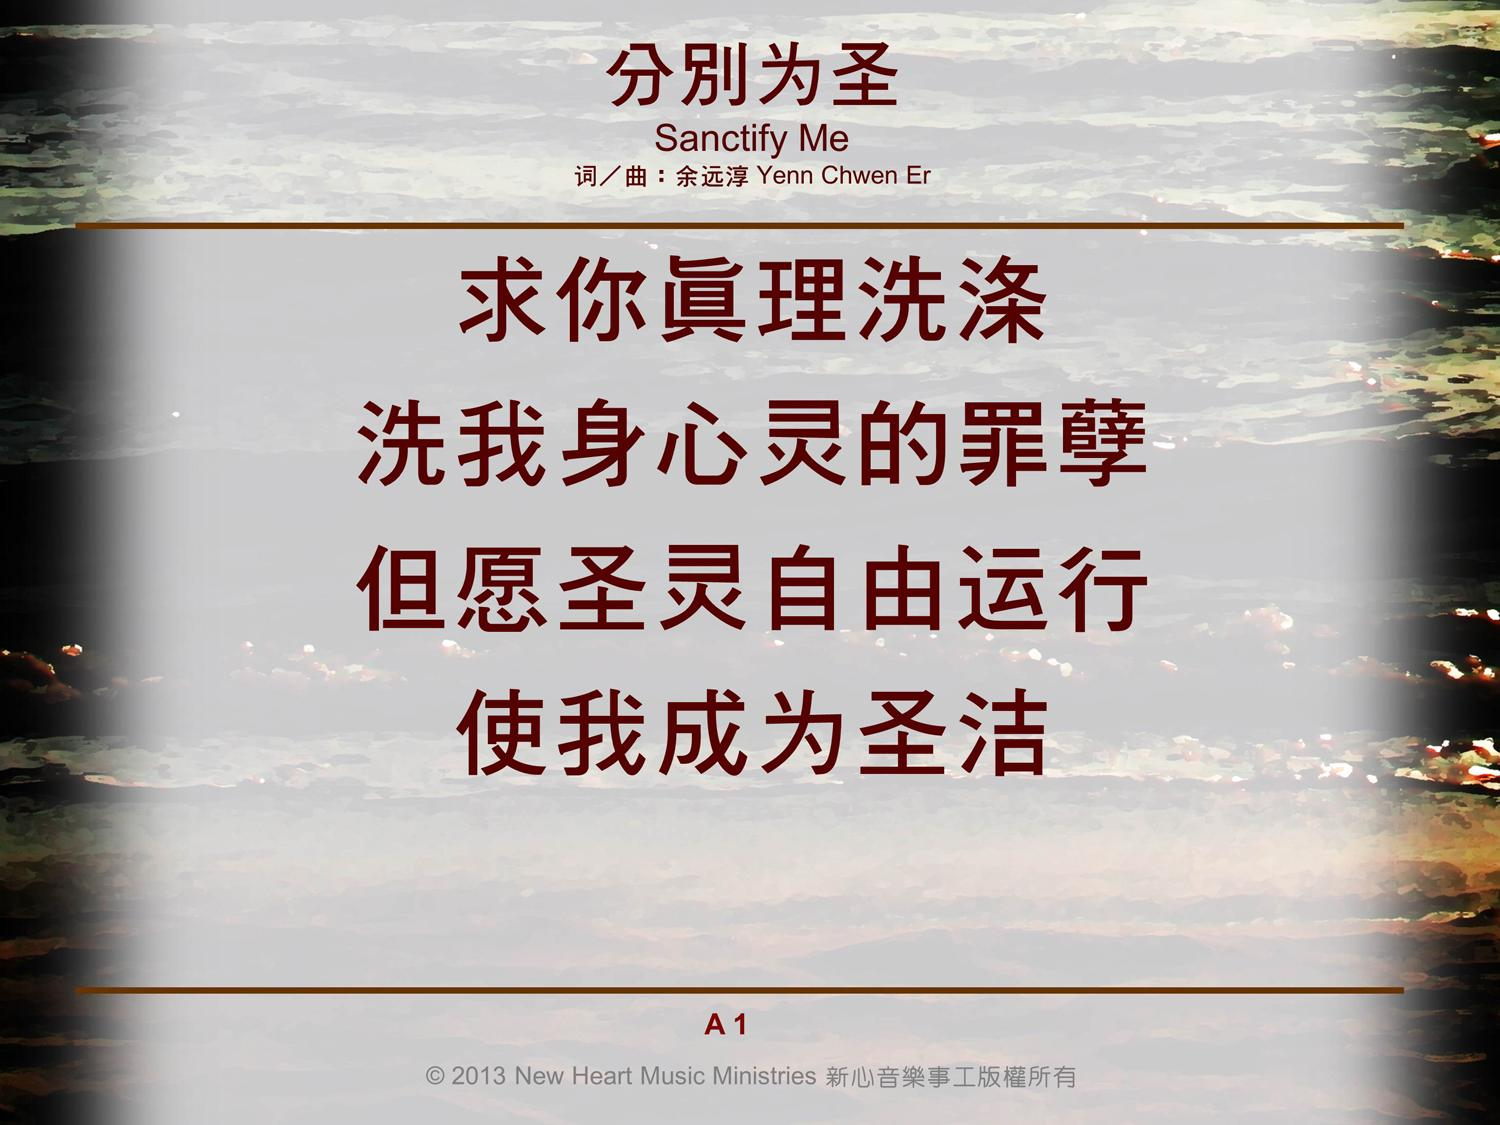 分別为圣
Sanctify Me
词／曲：余远淳 Yenn Chwen Er
求你眞理洗涤
洗我身心灵的罪孽
但愿圣灵自由运行
使我成为圣洁
A 1
© 2013 New Heart Music Ministries 新心音樂事工版權所有